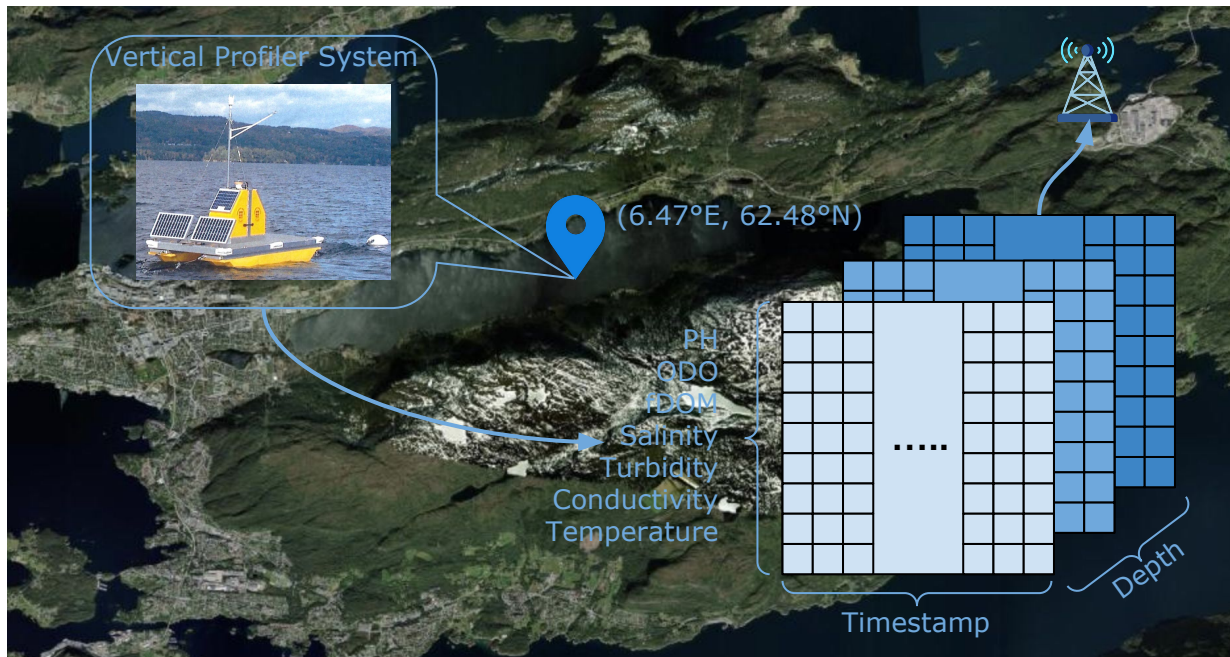 Vertical Profiler System
(6.47°E, 62.48°N)
PH
ODO
fDOM
Salinity
Turbidity
Conductivity
Temperature
.....
Depth
Timestamp